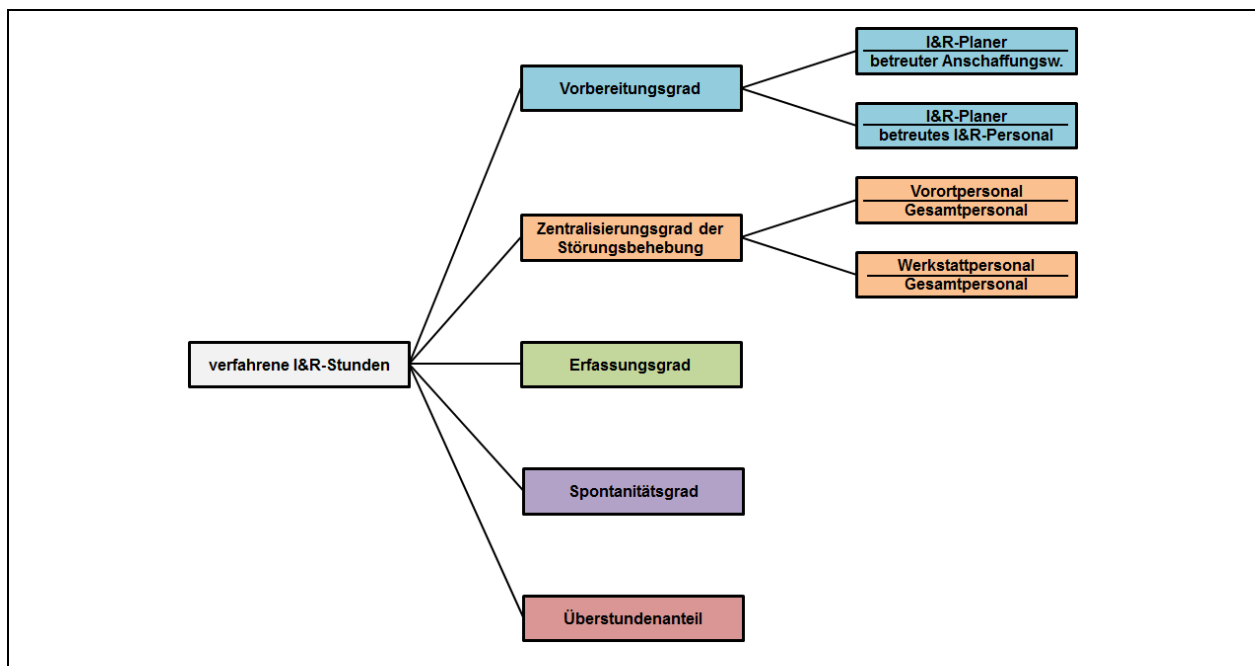 I&R-Planer
betreuter Anschaffungsw.
Vorbereitungsgrad
I&R-Planer
betreutes I&R-Personal
Vorortpersonal
Gesamtpersonal
Zentralisierungsgrad der
Störungsbehebung
Werkstattpersonal
Gesamtpersonal
verfahrene I&R-Stunden
Erfassungsgrad
Spontanitätsgrad
Überstundenanteil